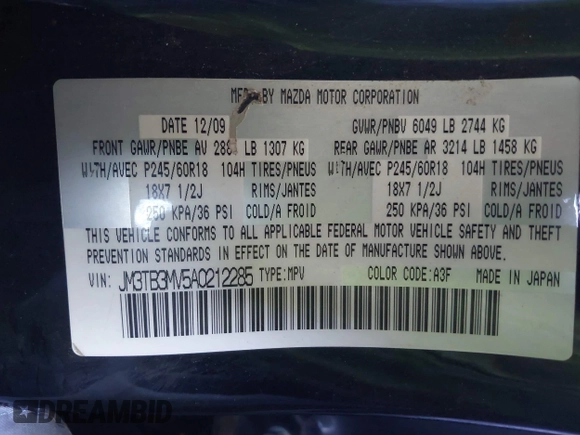 BY MAZDA MOTOR CORPORATION
DATE 12/09 GVWR/PNBV 6049 LB 2744 KG
FRONT GAWR/PNBE AV LB 1307 KG REAR GAWR/PNBE AR 3214 LB 1458 KG
P245/60R18 104H TIRES/PNEUS WITH/AVEC P245/60R18 104H TIRES/PNEUS
18X7 1/2J RIMS/JANTES 18X7 1/2J RIMS/JANTES
250 KPA/36 PSI COLD/A FROID 250 KPA/36 PSI COLD/A FROID
THIS VEHICLE CONFORMS TO ALL APPLICABLE FEDERAL MOTOR VEHICLE SAFETY AND THEFT
PREVENTION STANDARDS IN EFFECT ON THE DATE OF MANUFACTURE SHOWN ABOVE.
VIN: JM3TB3MV5A0212285 TYPE:MPV COLOR CODE:A3F MADE IN JAPAN
DREAMBID